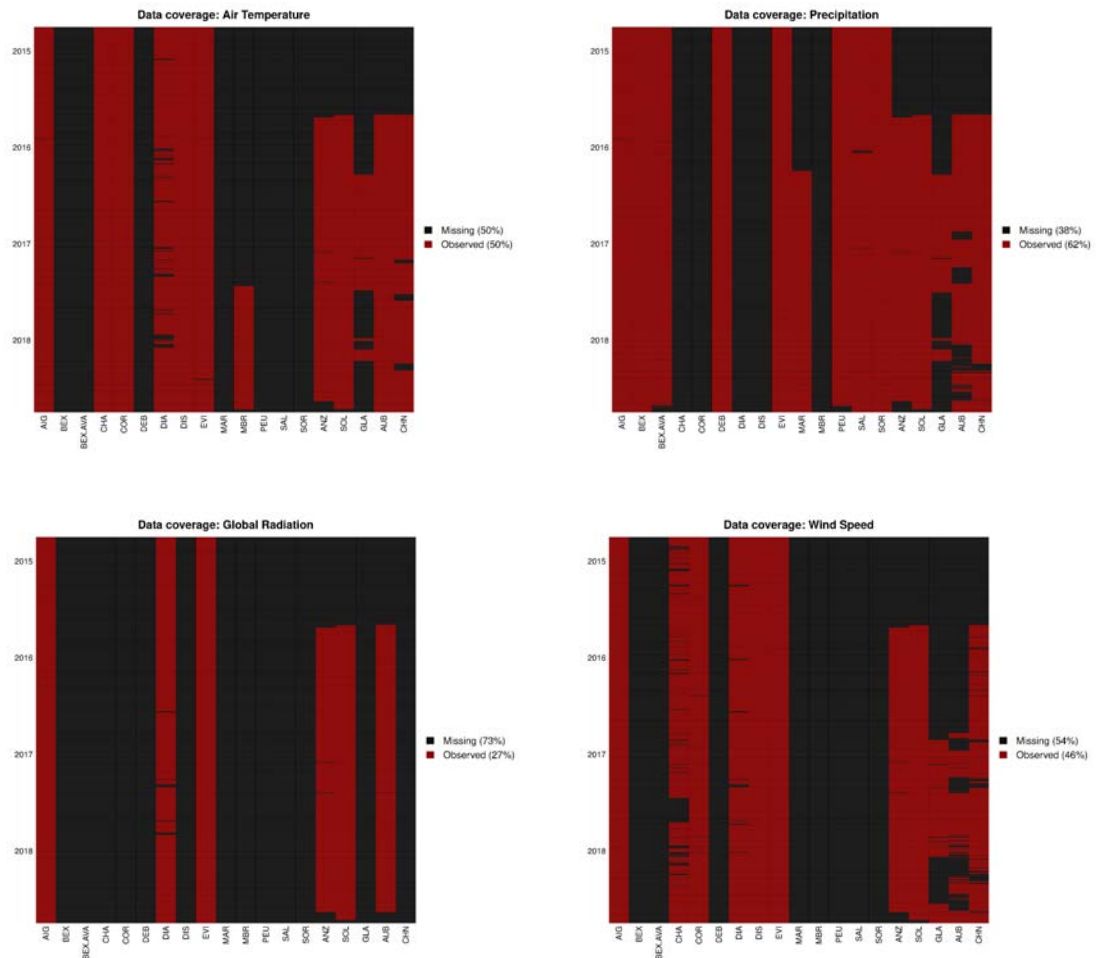 Data coverage: Air Temperature
2015
2016
2017
2018
Missing (50%)
Observed (50%)
AIG BEX BEX.AVA CHA COR DEB DIA DIS EVI MAR MBR PEU SAL SOR ANZ SOL GLA AUB CHN
Data coverage: Precipitation
2015
2016
2017
2018
Missing (38%)
Observed (62%)
AIG BEX BEX.AVA CHA COR DEB DIA DIS EVI MAR MBR PEU SAL SOR ANZ SOL GLA AUB CHN
Data coverage: Global Radiation
2015
2016
2017
2018
Missing (73%)
Observed (27%)
AIG BEX BEX.AVA CHA COR DEB DIA DIS EVI MAR MBR PEU SAL SOR ANZ SOL GLA AUB CHN
Data coverage: Wind Speed
2015
2016
2017
2018
Missing (54%)
Observed (46%)
AIG BEX BEX.AVA CHA COR DEB DIA DIS EVI MAR MBR PEU SAL SOR ANZ SOL GLA AUB CHN